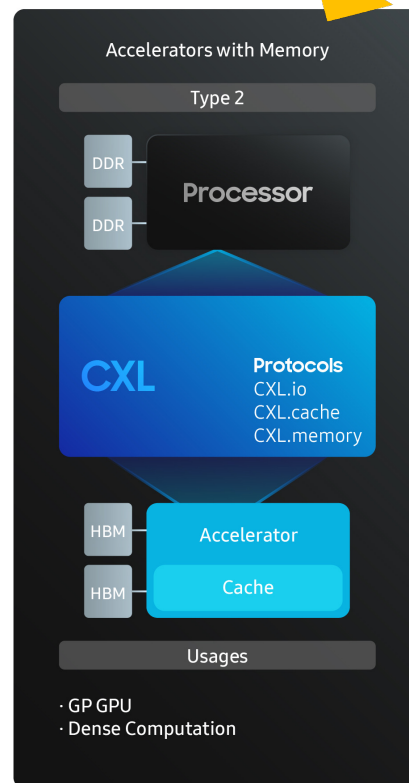 Accelerators with Memory
Type 2
DDR
Processor
DDR
CXL
Protocols
CXL.io
CXL.cache
CXL.memory
HBM
Accelerator
HBM
Cache
Usages
· GP GPU
· Dense Computation